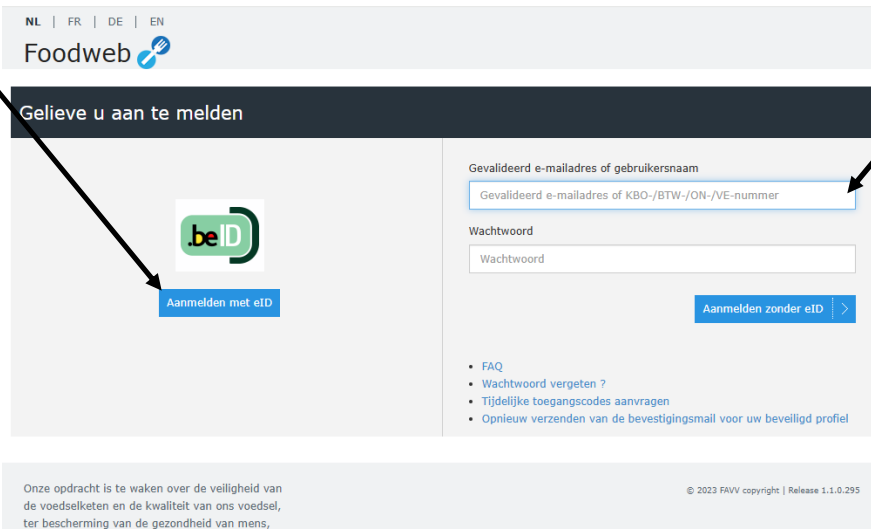 NL | FR | DE | EN
Foodweb
Gelieve u aan te melden
.beID
Aanmelden met eID
Gevalideerd e-mailadres of gebruikersnaam
Gevalideerd e-mailadres of KBO-/BTW-/ON-/VE-nummer
Wachtwoord
Wachtwoord
Aanmelden zonder eID
• FAQ
• Wachtwoord vergeten ?
• Tijdelijke toegangscodes aanvragen
• Opnieuw verzenden van de bevestigingsmail voor uw beveiligd profiel
Onze opdracht is te waken over de veiligheid van
de voedselketen en de kwaliteit van ons voedsel,
ter bescherming van de gezondheid van mens,
© 2023 FAVV copyright | Release 1.1.0.295